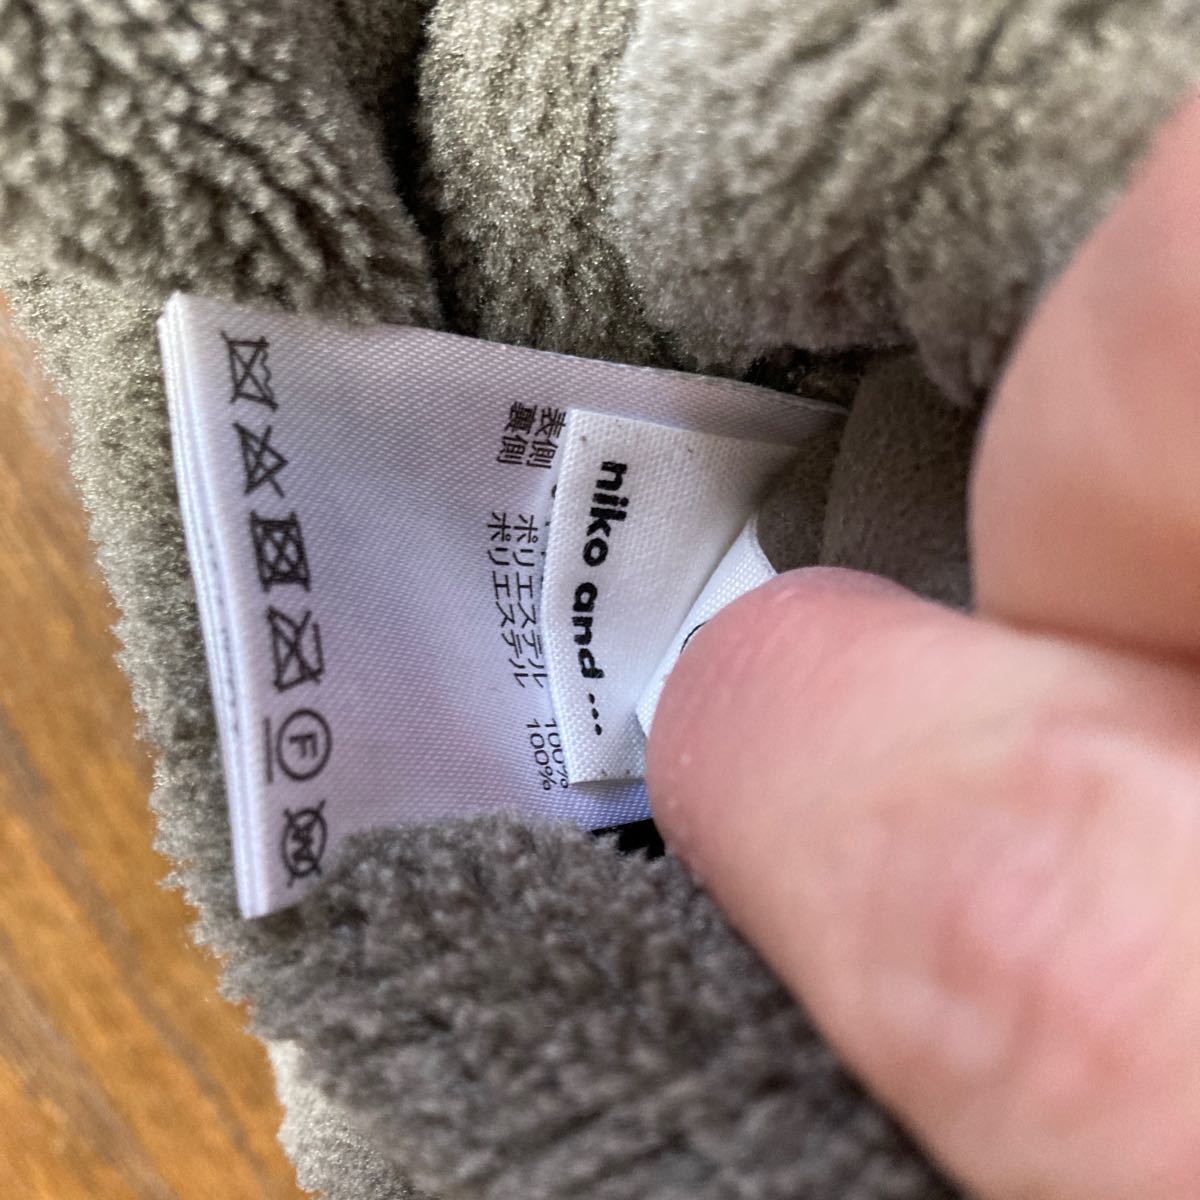 表側 ポリエステル 100%
裏側 ポリエステル 100%
niko and ...
F
W